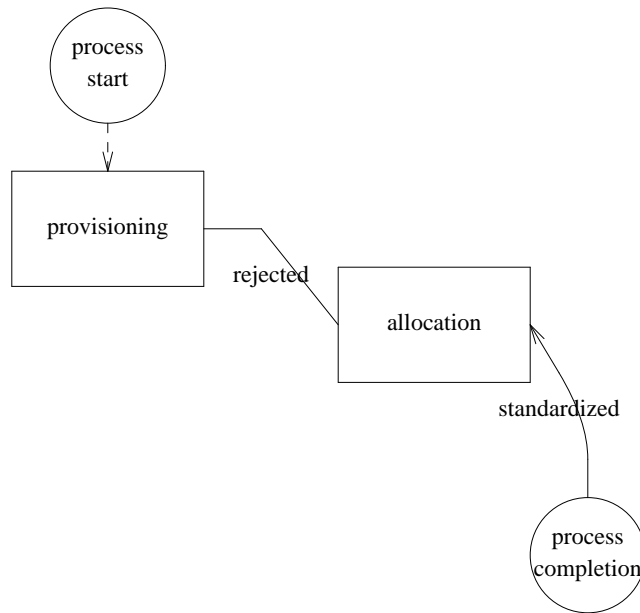 process
start
provisioning
rejected
allocation
standardized
process
completion